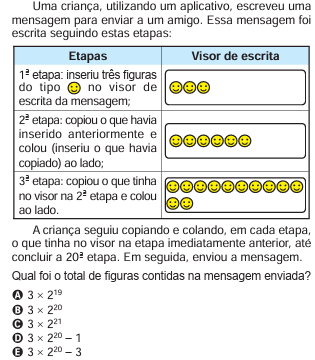 Uma criança, utilizando um aplicativo, escreveu uma
mensagem para enviar a um amigo. Essa mensagem foi
escrita seguindo estas etapas:
Etapas
Visor de escrita
1ª etapa: inseriu três figuras
do tipo 🙂 no visor de
escrita da mensagem;
2ª etapa: copiou o que havia
inserido anteriormente e
colou (inseriu o que havia
copiado) ao lado;
3ª etapa: copiou o que tinha
no visor na 2ª etapa e colou
ao lado.
A criança seguiu copiando e colando, em cada etapa,
o que tinha no visor na etapa imediatamente anterior, até
concluir a 20ª etapa. Em seguida, enviou a mensagem.
Qual foi o total de figuras contidas na mensagem enviada?
A 3 × 2¹⁹
B 3 × 2²⁰
C 3 × 2²¹
D 3 × 2²⁰ – 1
E 3 × 2²⁰ – 3